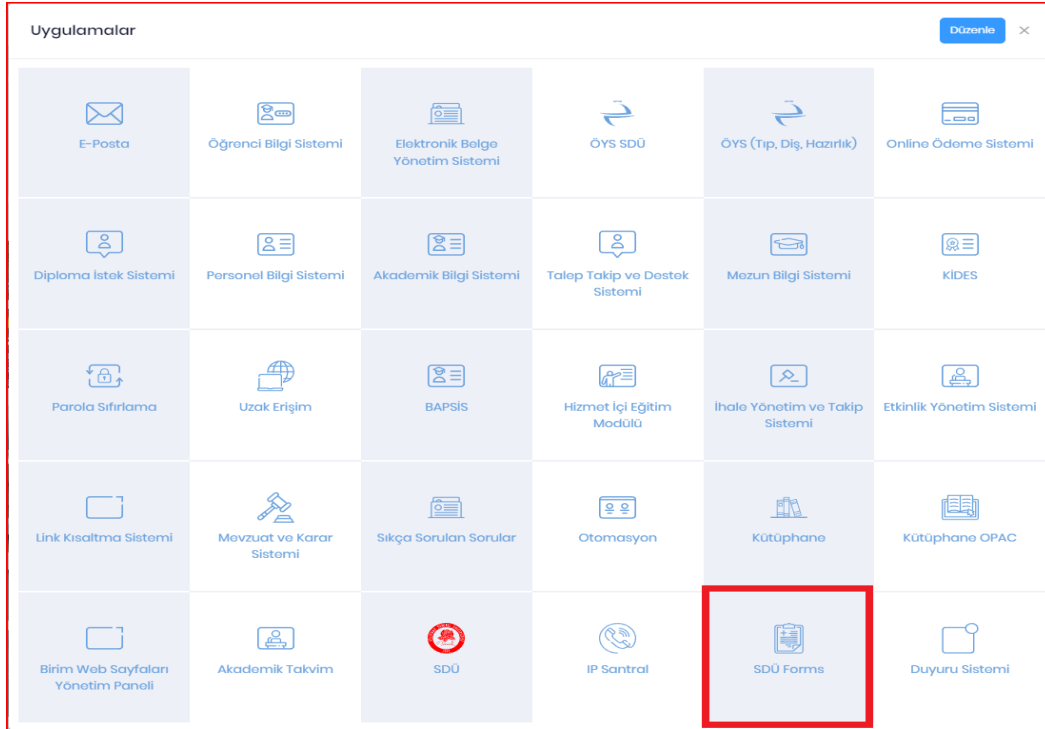 Uygulamalar
Düzenle
E-Posta
Öğrenci Bilgi Sistemi
Elektronik Belge
Yönetim Sistemi
ÖYS SDÜ
ÖYS (Tıp, Diş, Hazırlık)
Online Ödeme Sistemi
Diploma İstek Sistemi
Personel Bilgi Sistemi
Akademik Bilgi Sistemi
Talep Takip ve Destek
Sistemi
Mezun Bilgi Sistemi
KİDES
Parola Sıfırlama
Uzak Erişim
BAPSİS
Hizmet İçi Eğitim
Modülü
İhale Yönetim ve Takip
Sistemi
Etkinlik Yönetim Sistemi
Link Kısaltma Sistemi
Mevzuat ve Karar
Sistemi
Sıkça Sorulan Sorular
Otomasyon
Kütüphane
Kütüphane OPAC
Birim Web Sayfaları
Yönetim Paneli
Akademik Takvim
SDÜ
IP Santral
SDÜ Forms
Duyuru Sistemi